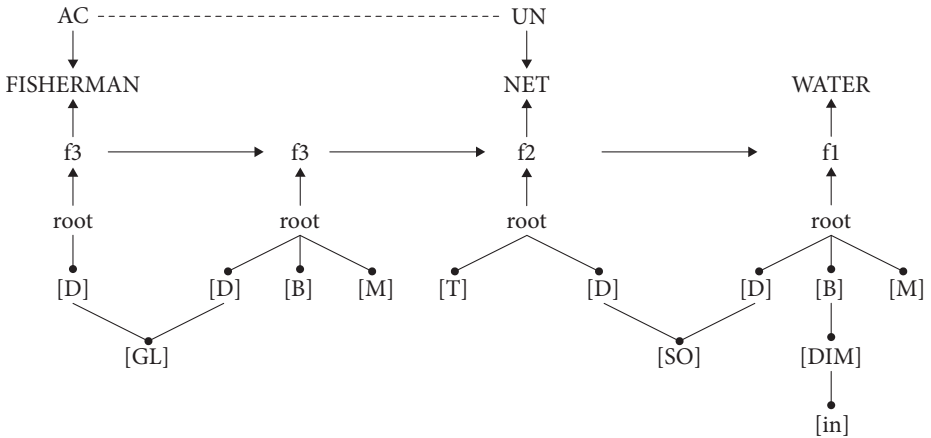 AC UN
FISHERMAN NET WATER
f3 f3 f2 f1
root root root root
[D] [D] [B] [M] [T] [D] [D] [B] [M]
[GL] [SO] [DIM]
[in]